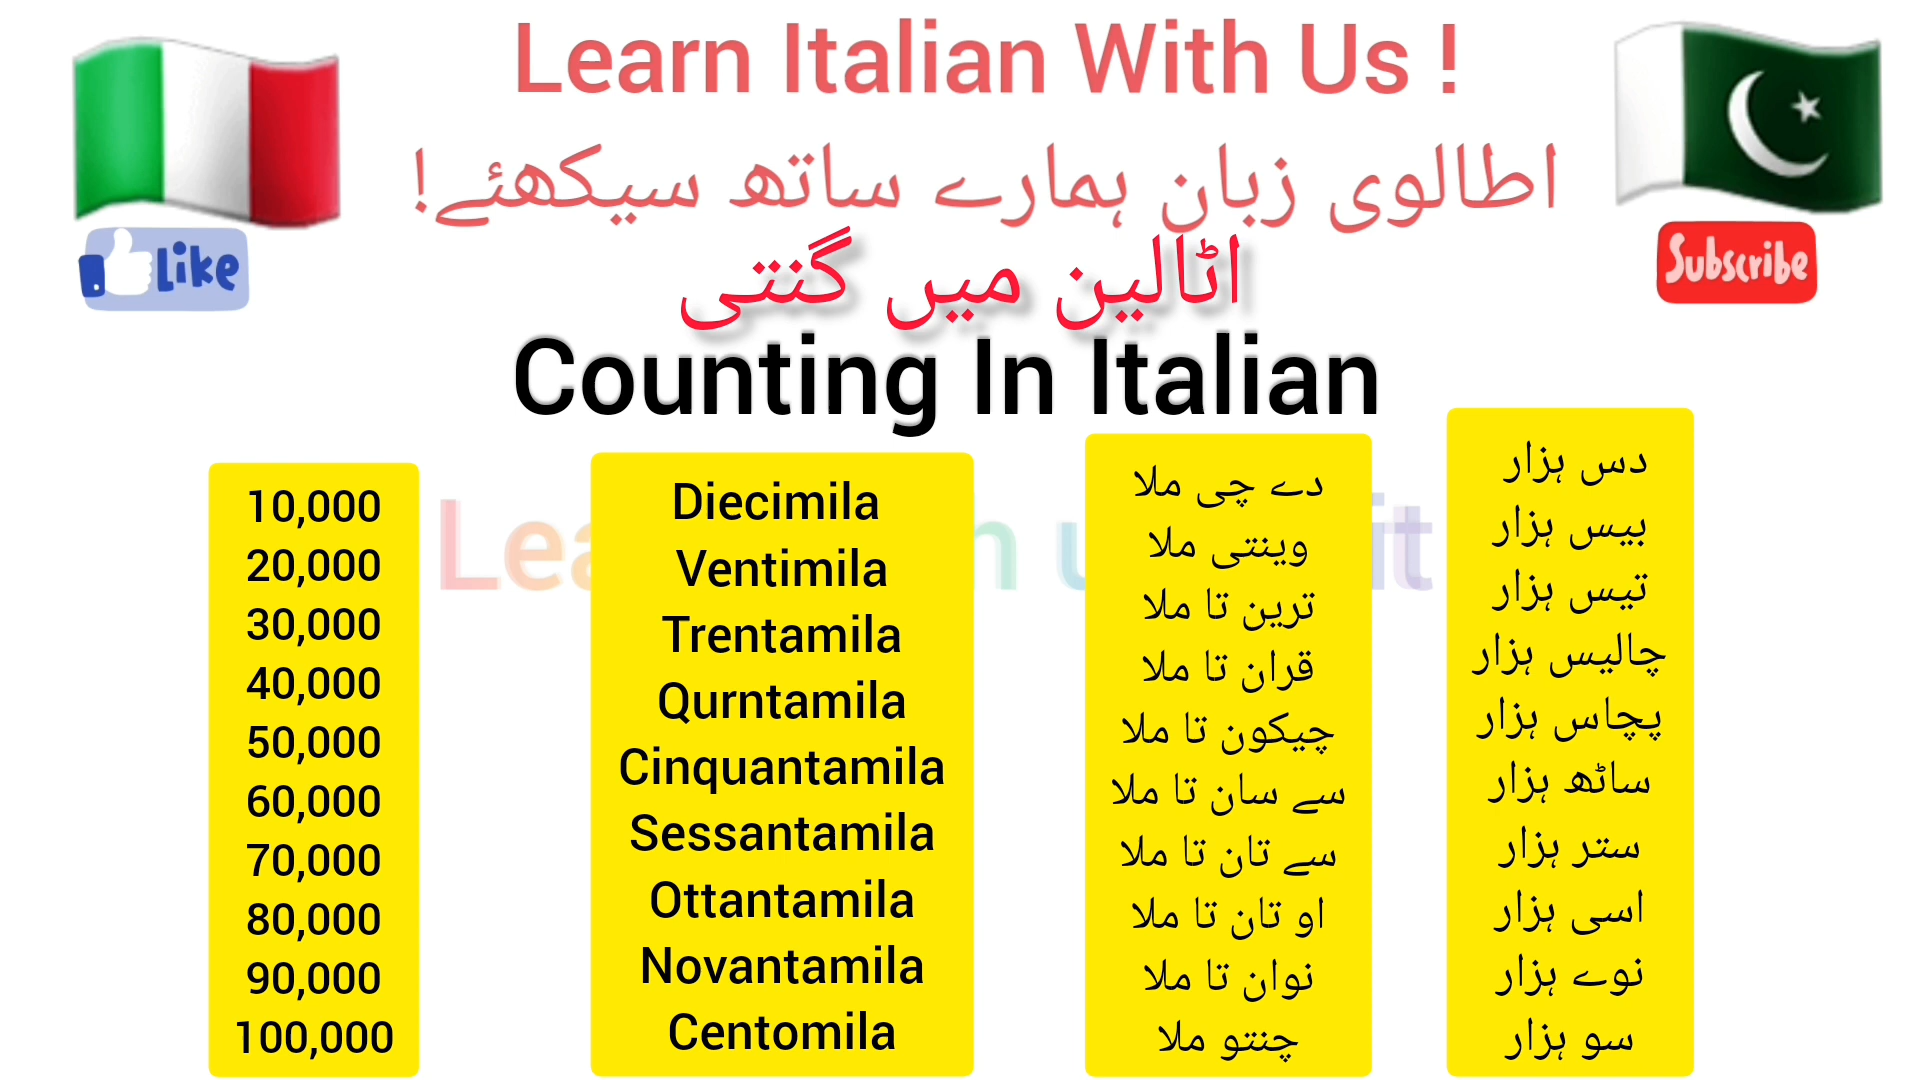 Learn Italian With Us !
اطالوی زبان ہمارے ساتھ سیکھئے!
Like
Subscribe
اٹالین میں گنتی
Counting In Italian
10,000
20,000
30,000
40,000
50,000
60,000
70,000
80,000
90,000
100,000
Diecimila
Ventimila
Trentamila
Qurntamila
Cinquantamila
Sessantamila
Ottantamila
Novantamila
Centomila
دے چی ملا
وینتی ملا
ترین تا ملا
قران تا ملا
چیکون تا ملا
سے سان تا ملا
سے تان تا ملا
او تان تا ملا
نوان تا ملا
چنتو ملا
دس ہزار
بیس ہزار
تیس ہزار
چالیس ہزار
پچاس ہزار
ساٹھ ہزار
ستر ہزار
اسی ہزار
نوے ہزار
سو ہزار